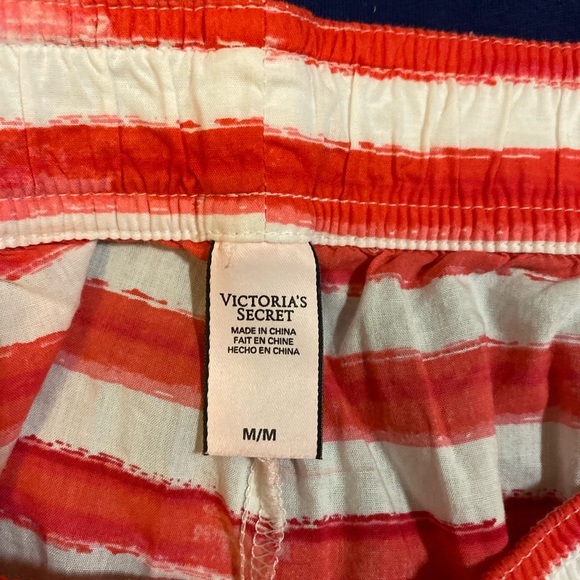 VICTORIA'S
SECRET
MADE IN CHINA
FAIT EN CHINE
HECHO EN CHINA
M/M